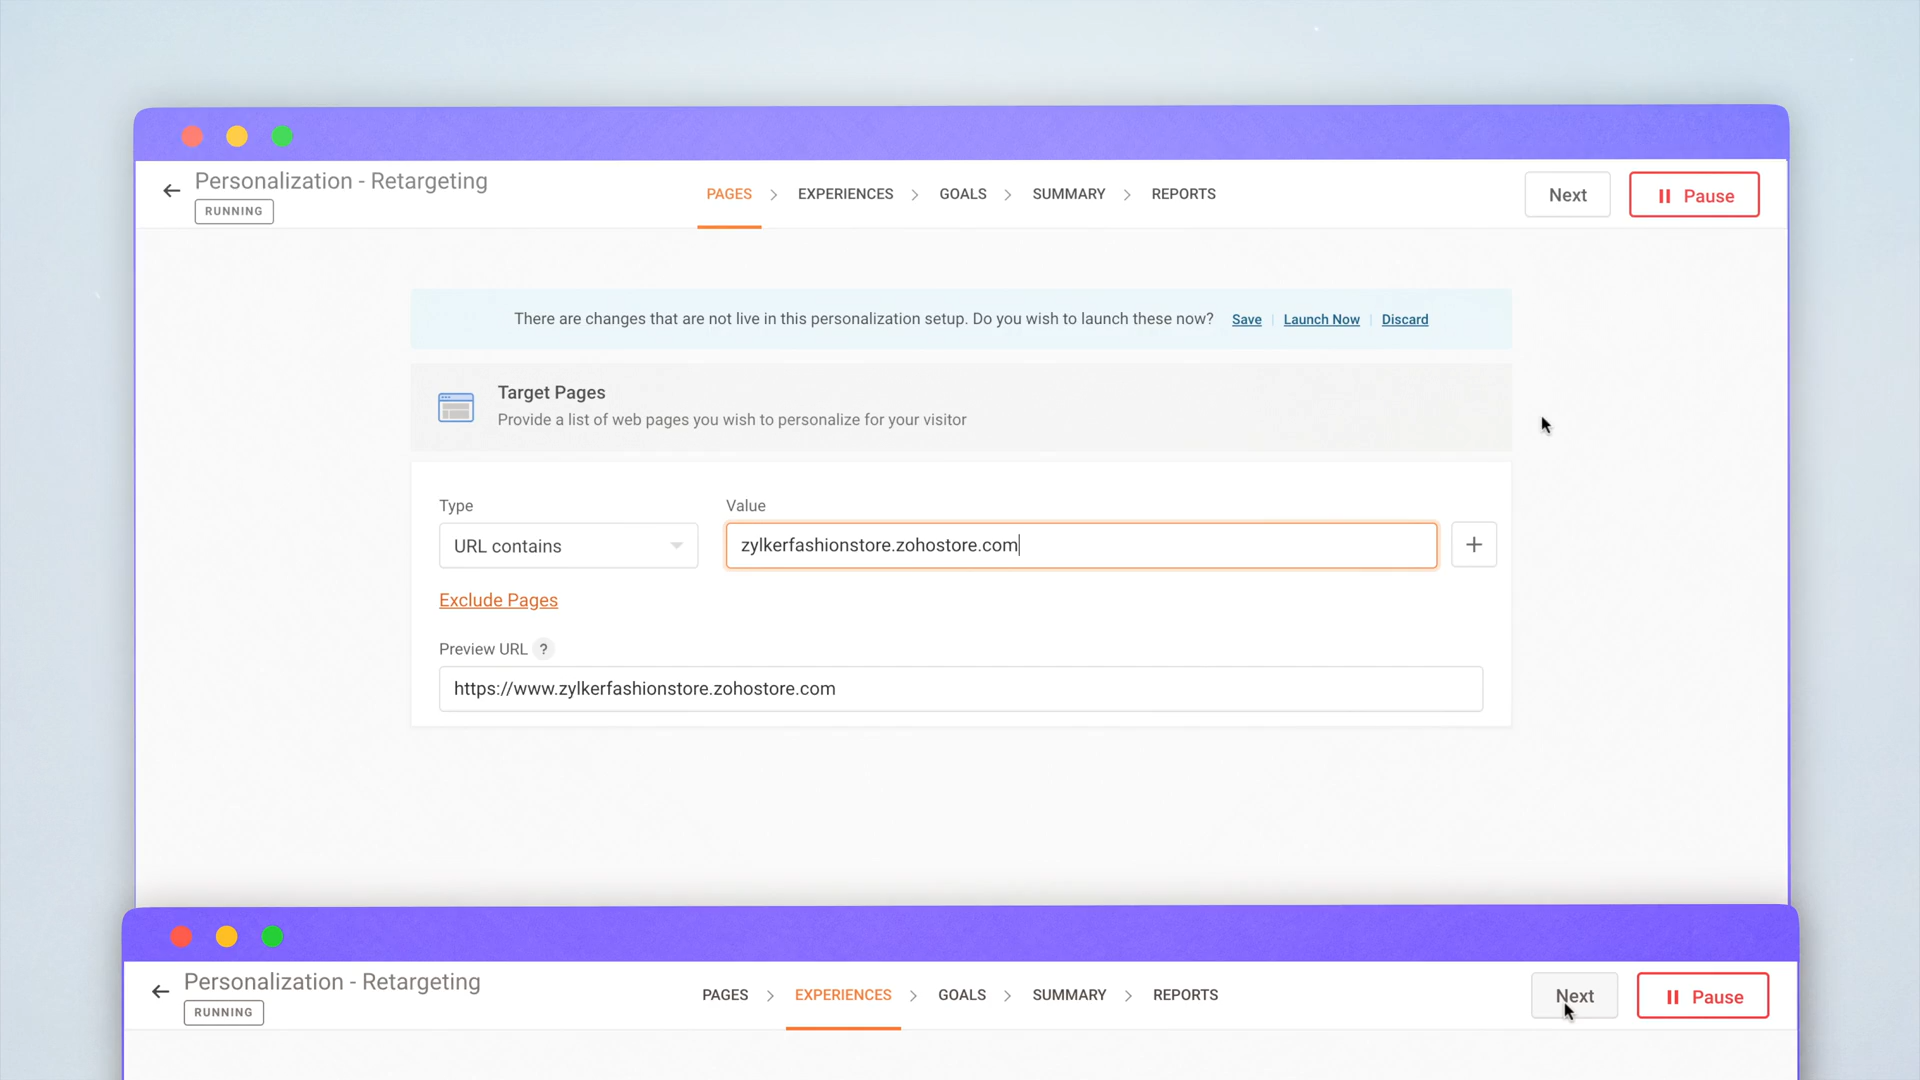 Personalization - Retargeting
RUNNING
PAGES
EXPERIENCES
GOALS
SUMMARY
REPORTS
Next
Pause
There are changes that are not live in this personalization setup. Do you wish to launch these now? Save | Launch Now | Discard
Target Pages
Provide a list of web pages you wish to personalize for your visitor
Type
Value
URL contains
zylkerfashionstore.zohostore.com
+
Exclude Pages
Preview URL ?
https://www.zylkerfashionstore.zohostore.com
Personalization - Retargeting
RUNNING
PAGES
EXPERIENCES
GOALS
SUMMARY
REPORTS
Next
Pause